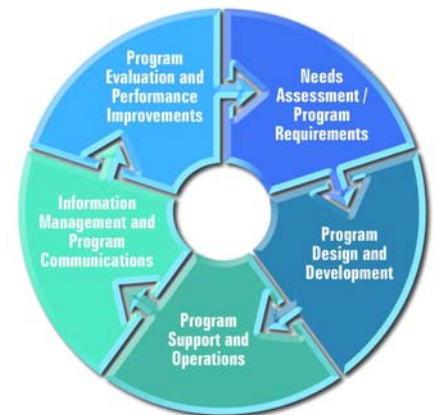 Program
Evaluation and
Performance
Improvements
Needs
Assessment /
Program
Requirements
Program
Design and
Development
Program
Support and
Operations
Information
Management and
Program
Communications